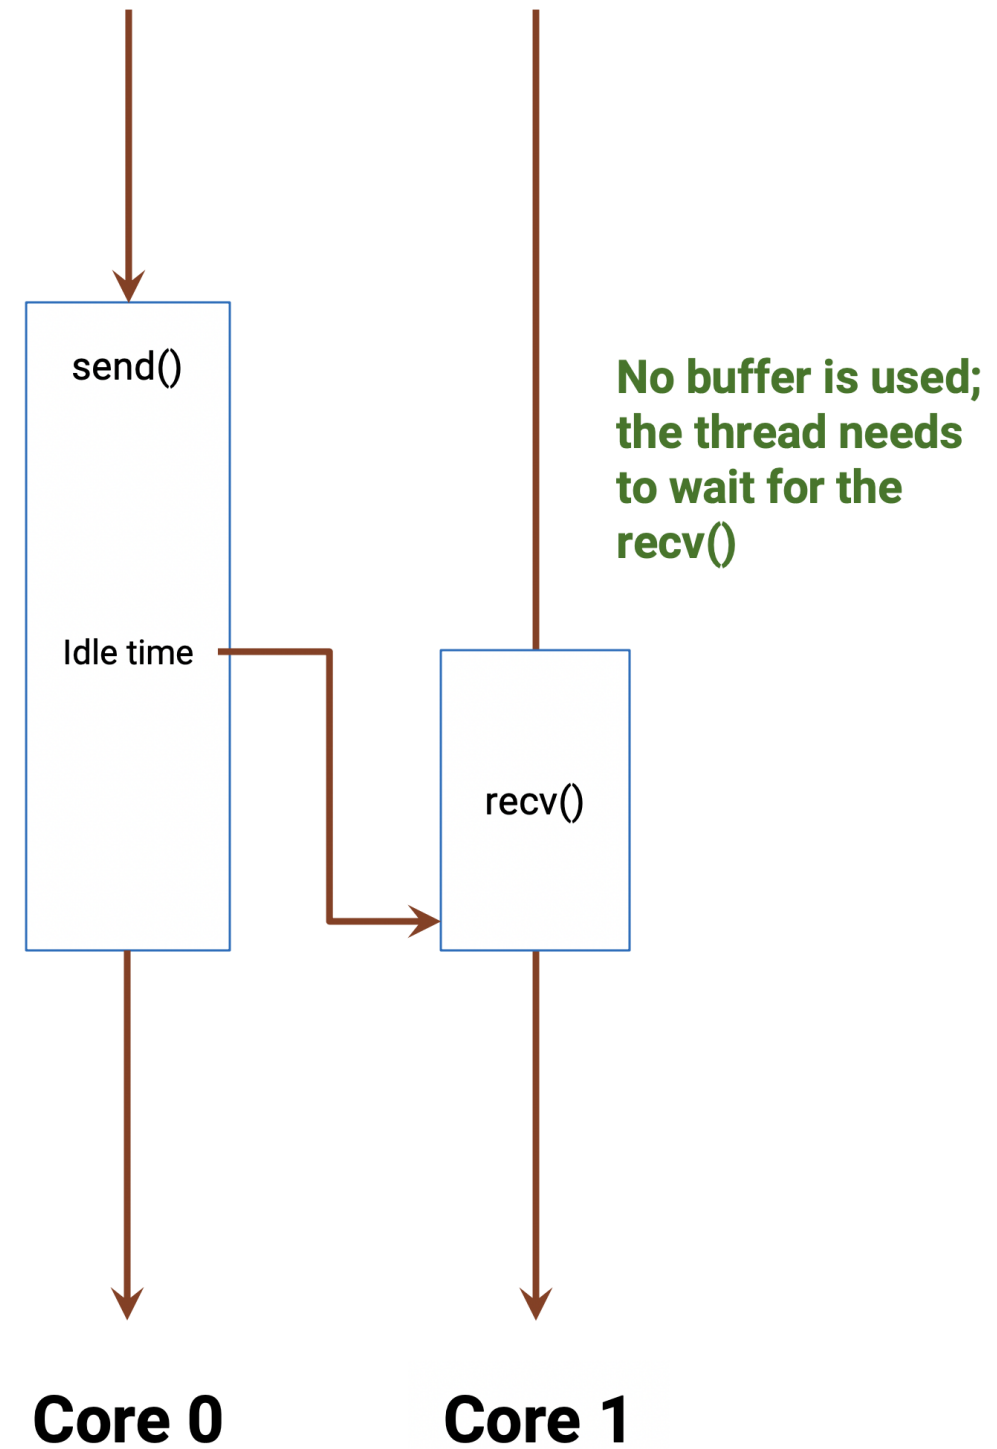 send()
No buffer is used;
the thread needs
to wait for the
recv()
Idle time
recv()
Core 0
Core 1